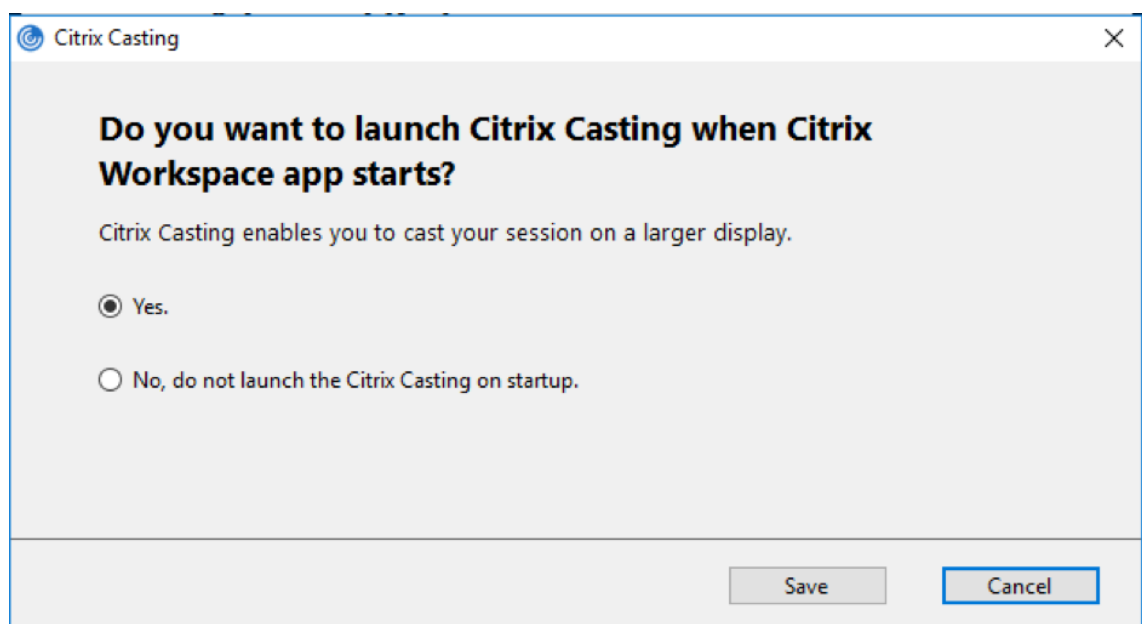 Citrix Casting
Do you want to launch Citrix Casting when Citrix
Workspace app starts?
Citrix Casting enables you to cast your session on a larger display.
Yes.
No, do not launch the Citrix Casting on startup.
Save
Cancel